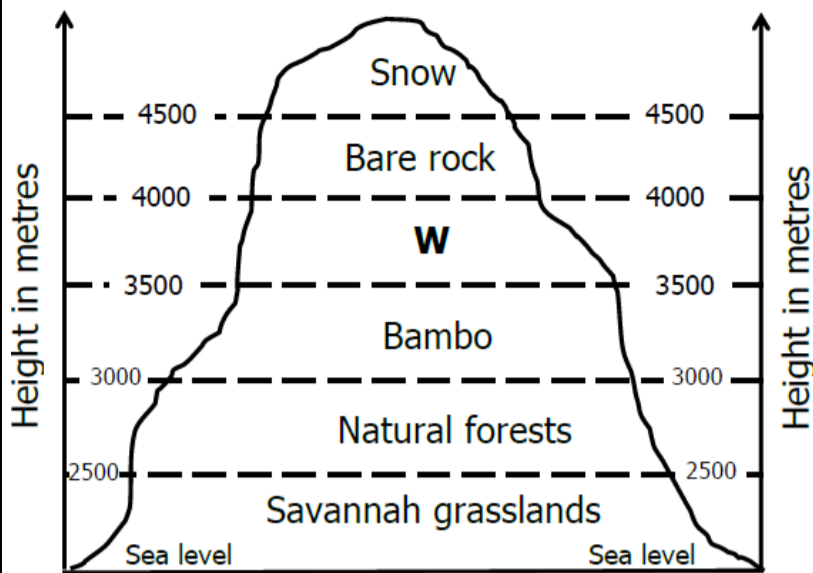 Snow
4500 4500
Bare rock
4000 4000
W
3500 3500
Bambo
3000 3000
Natural forests
2500 2500
Savannah grasslands
Sea level Sea level
Height in metres
Height in metres